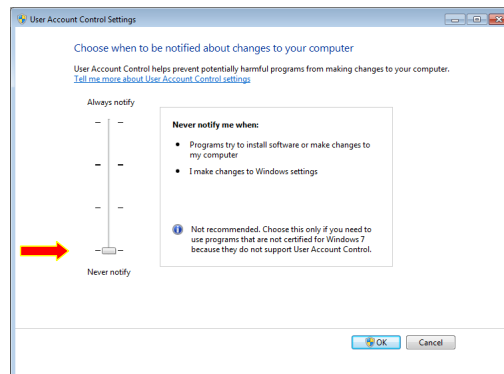 User Account Control Settings
Choose when to be notified about changes to your computer
User Account Control helps prevent potentially harmful programs from making changes to your computer.
Tell me more about User Account Control settings
Always notify
Never notify me when:
• Programs try to install software or make changes to
my computer
• I make changes to Windows settings
Not recommended. Choose this only if you need to
use programs that are not certified for Windows 7
because they do not support User Account Control.
Never notify
OK
Cancel